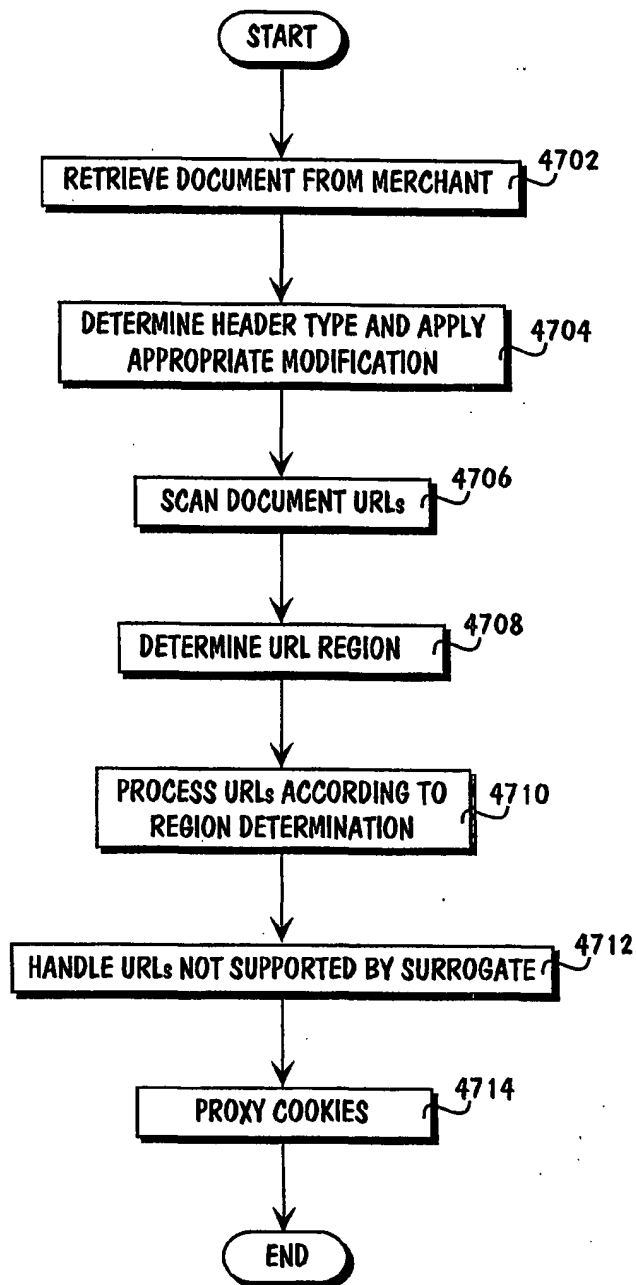 START
RETRIEVE DOCUMENT FROM MERCHANT
4702
DETERMINE HEADER TYPE AND APPLY
APPROPRIATE MODIFICATION
4704
SCAN DOCUMENT URLs
4706
DETERMINE URL REGION
4708
PROCESS URLs ACCORDING TO
REGION DETERMINATION
4710
HANDLE URLs NOT SUPPORTED BY SURROGATE
4712
PROXY COOKIES
4714
END